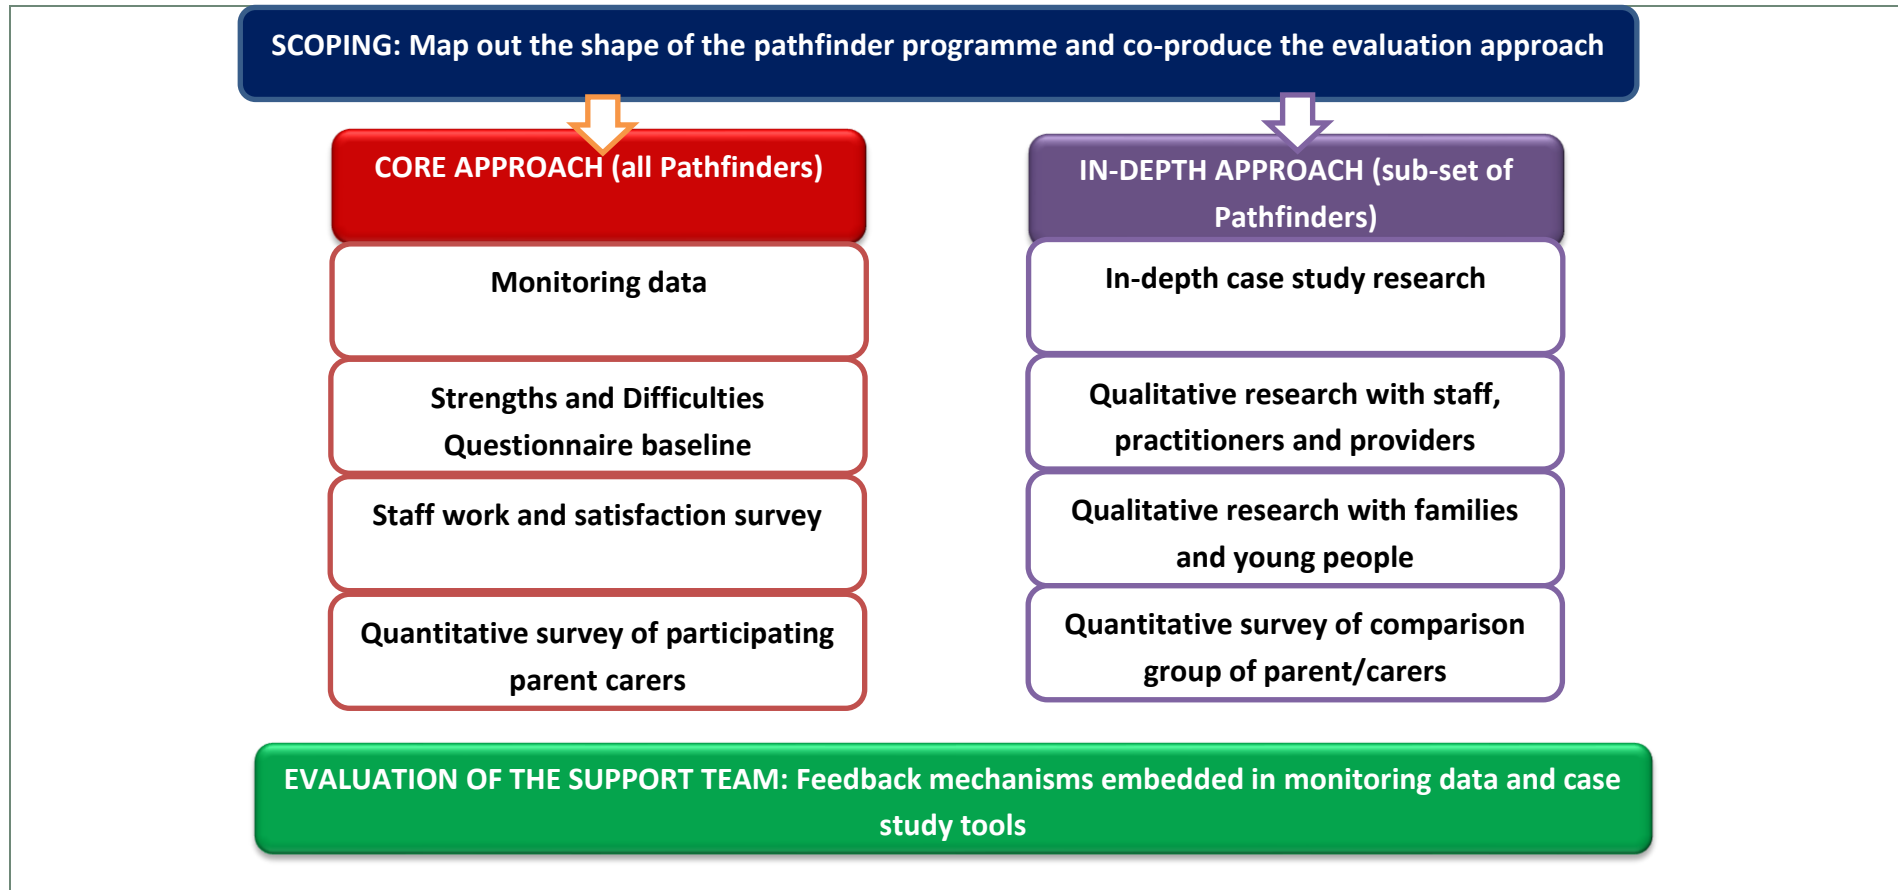 SCOPING: Map out the shape of the pathfinder programme and co-produce the evaluation approach
CORE APPROACH (all Pathfinders)
Monitoring data
Strengths and Difficulties
Questionnaire baseline
Staff work and satisfaction survey
Quantitative survey of participating
parent carers
IN-DEPTH APPROACH (sub-set of
Pathfinders)
In-depth case study research
Qualitative research with staff,
practitioners and providers
Qualitative research with families
and young people
Quantitative survey of comparison
group of parent/carers
EVALUATION OF THE SUPPORT TEAM: Feedback mechanisms embedded in monitoring data and case
study tools